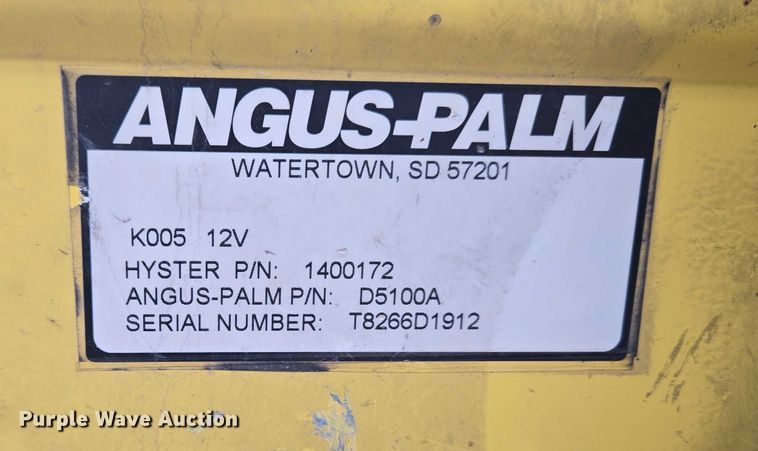 ANGUS-PALM
WATERTOWN, SD 57201
K005 12V
HYSTER P/N: 1400172
ANGUS-PALM P/N: D5100A
SERIAL NUMBER: T8266D1912
Purple Wave Auction